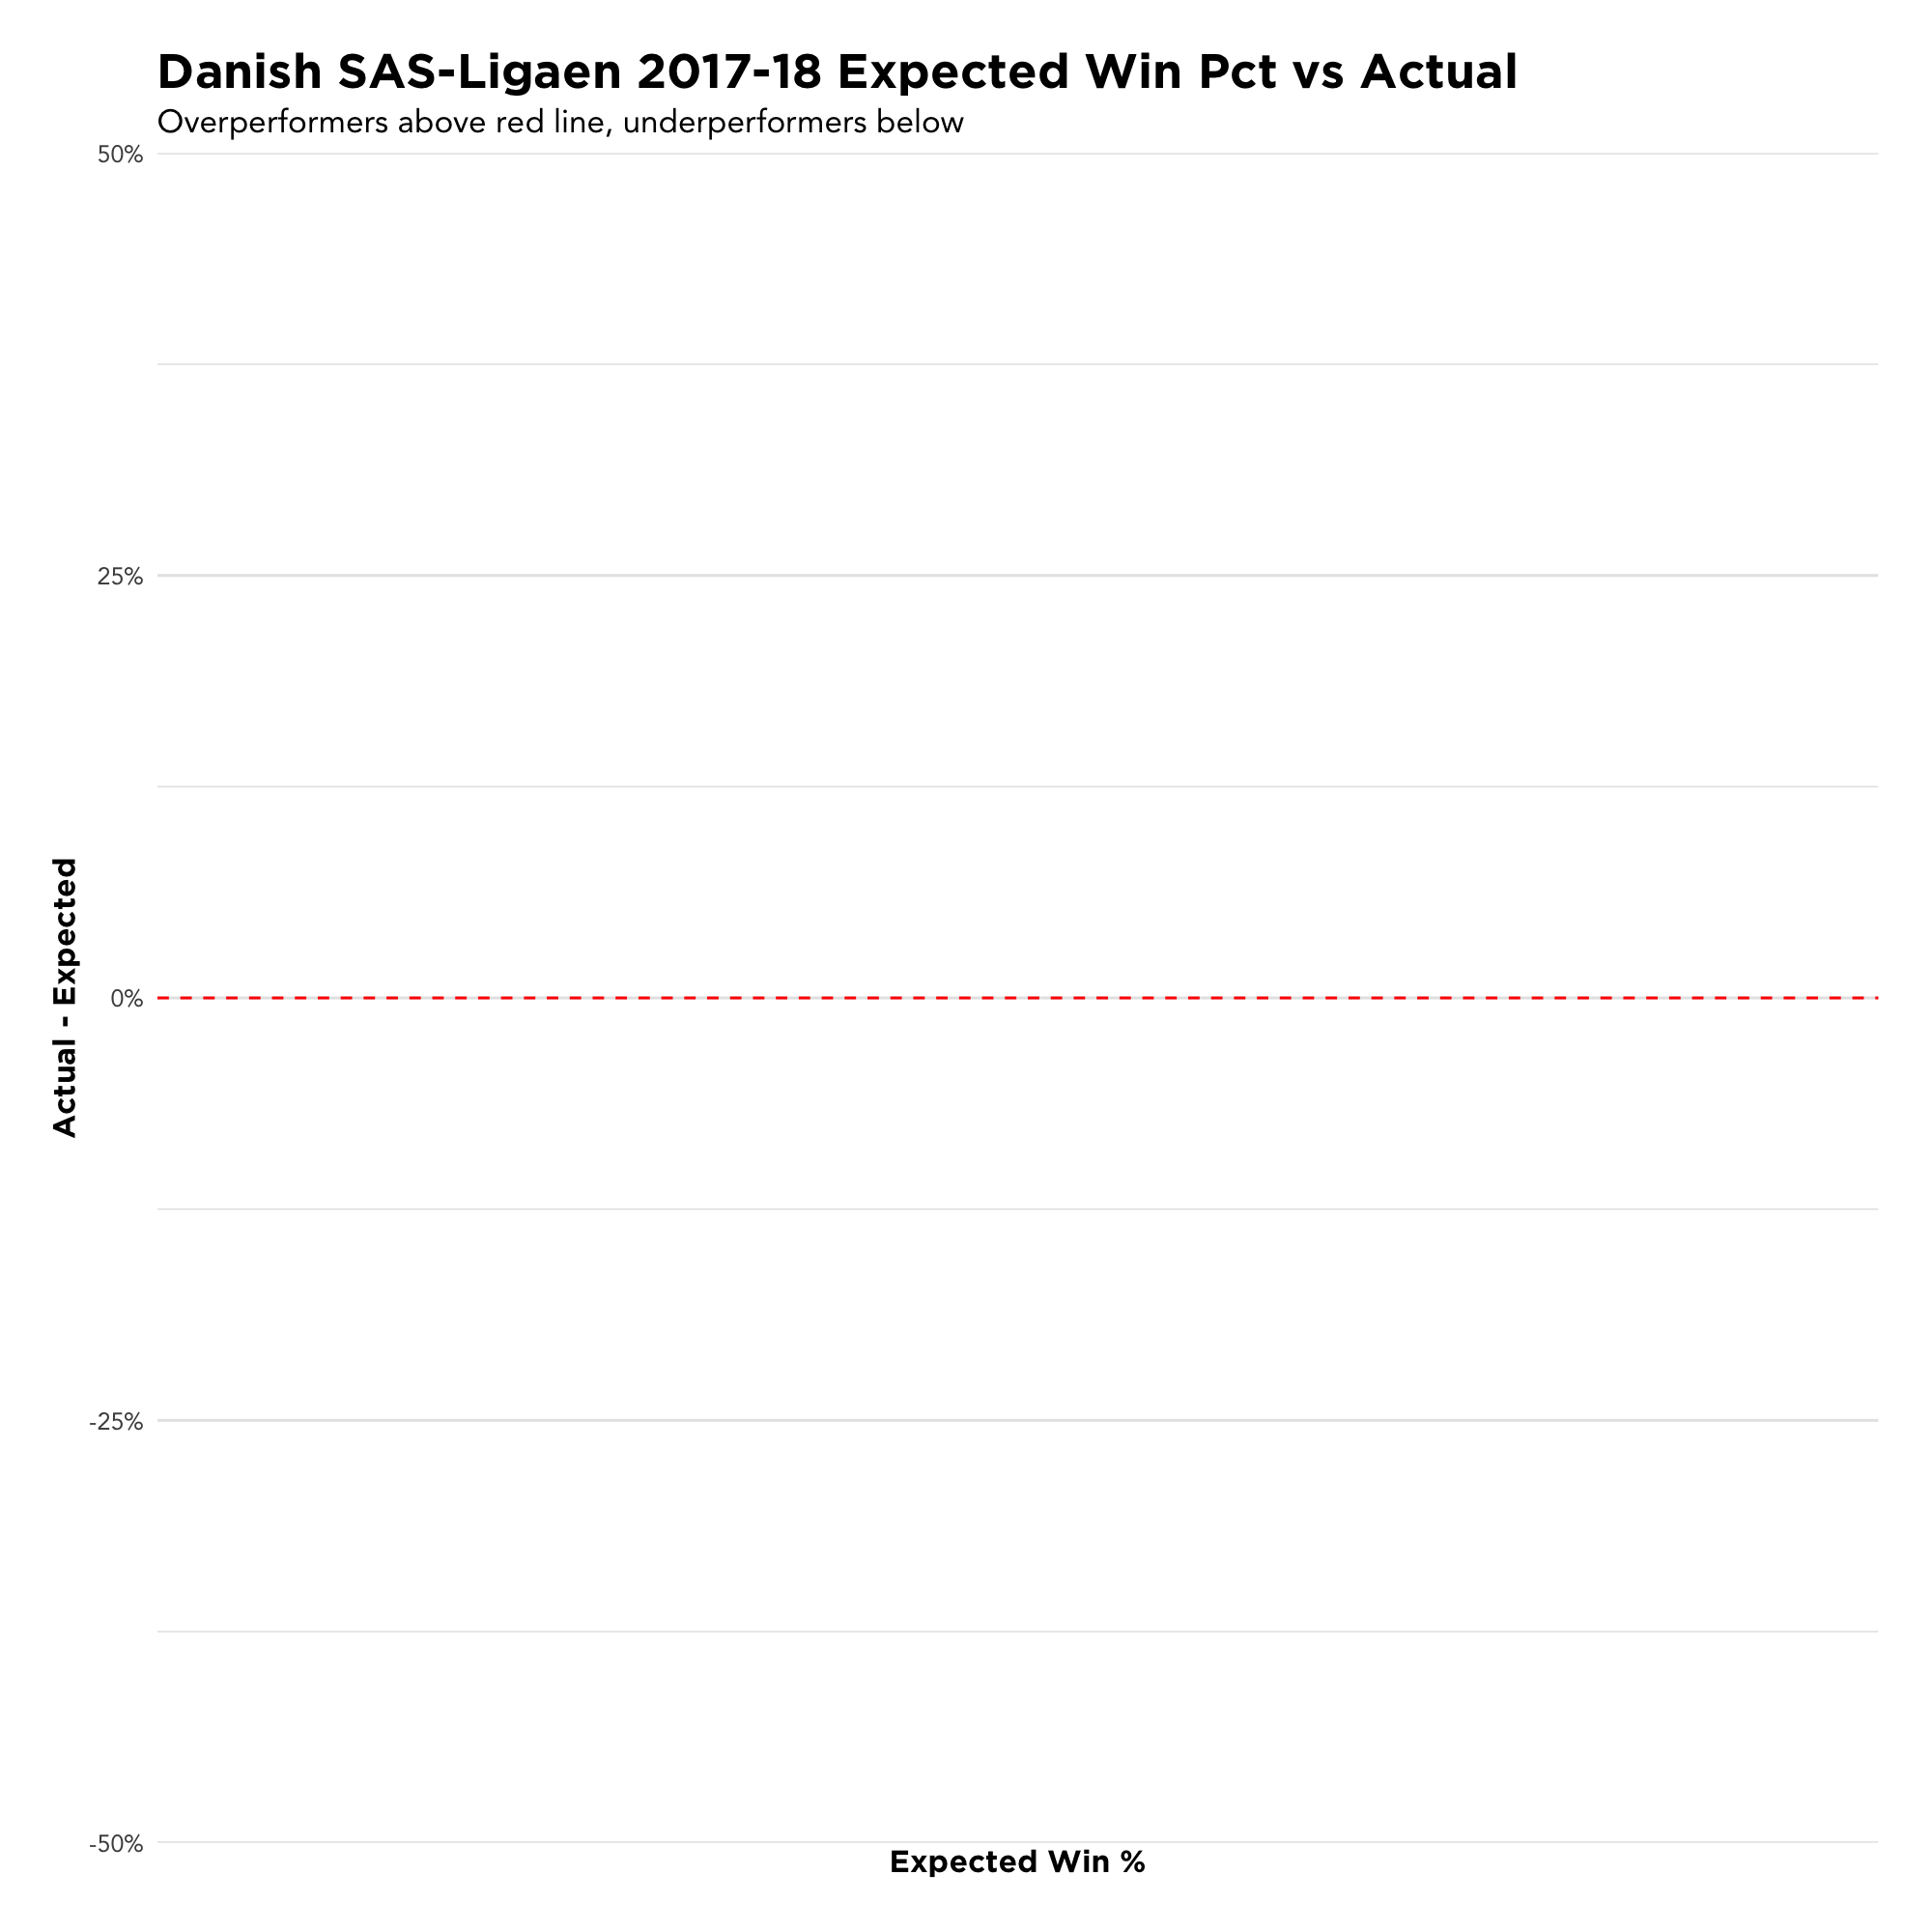 Danish SAS-Ligaen 2017-18 Expected Win Pct vs Actual
Overperformers above red line, underperformers below
50%
25%
0%
-25%
-50%
Actual - Expected
Expected Win %